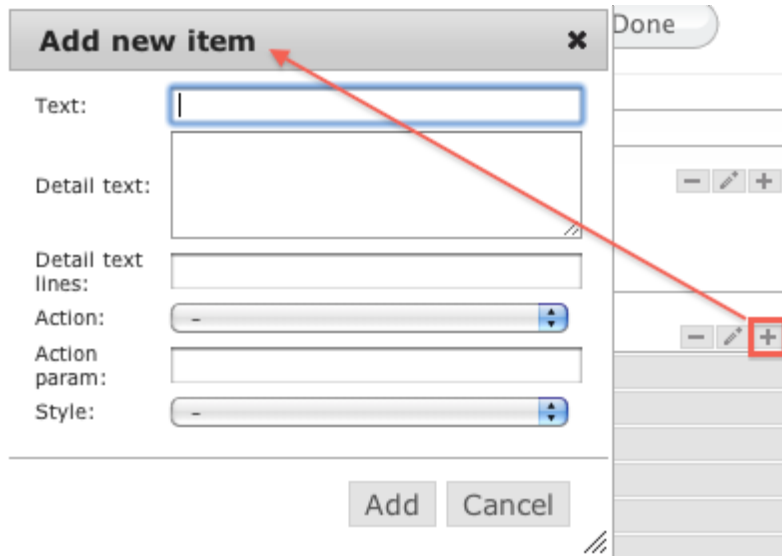 Add new item
Done
Text:
Detail text:
Detail text
lines:
Action:
-
Action
param:
Style:
-
Add
Cancel